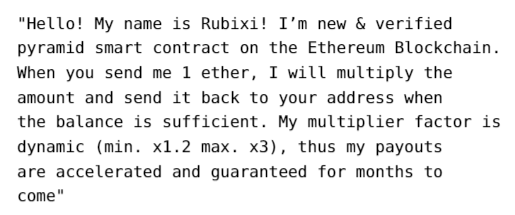 "Hello! My name is Rubixi! I’m new & verified
pyramid smart contract on the Ethereum Blockchain.
When you send me 1 ether, I will multiply the
amount and send it back to your address when
the balance is sufficient. My multiplier factor is
dynamic (min. x1.2 max. x3), thus my payouts
are accelerated and guaranteed for months to
come"